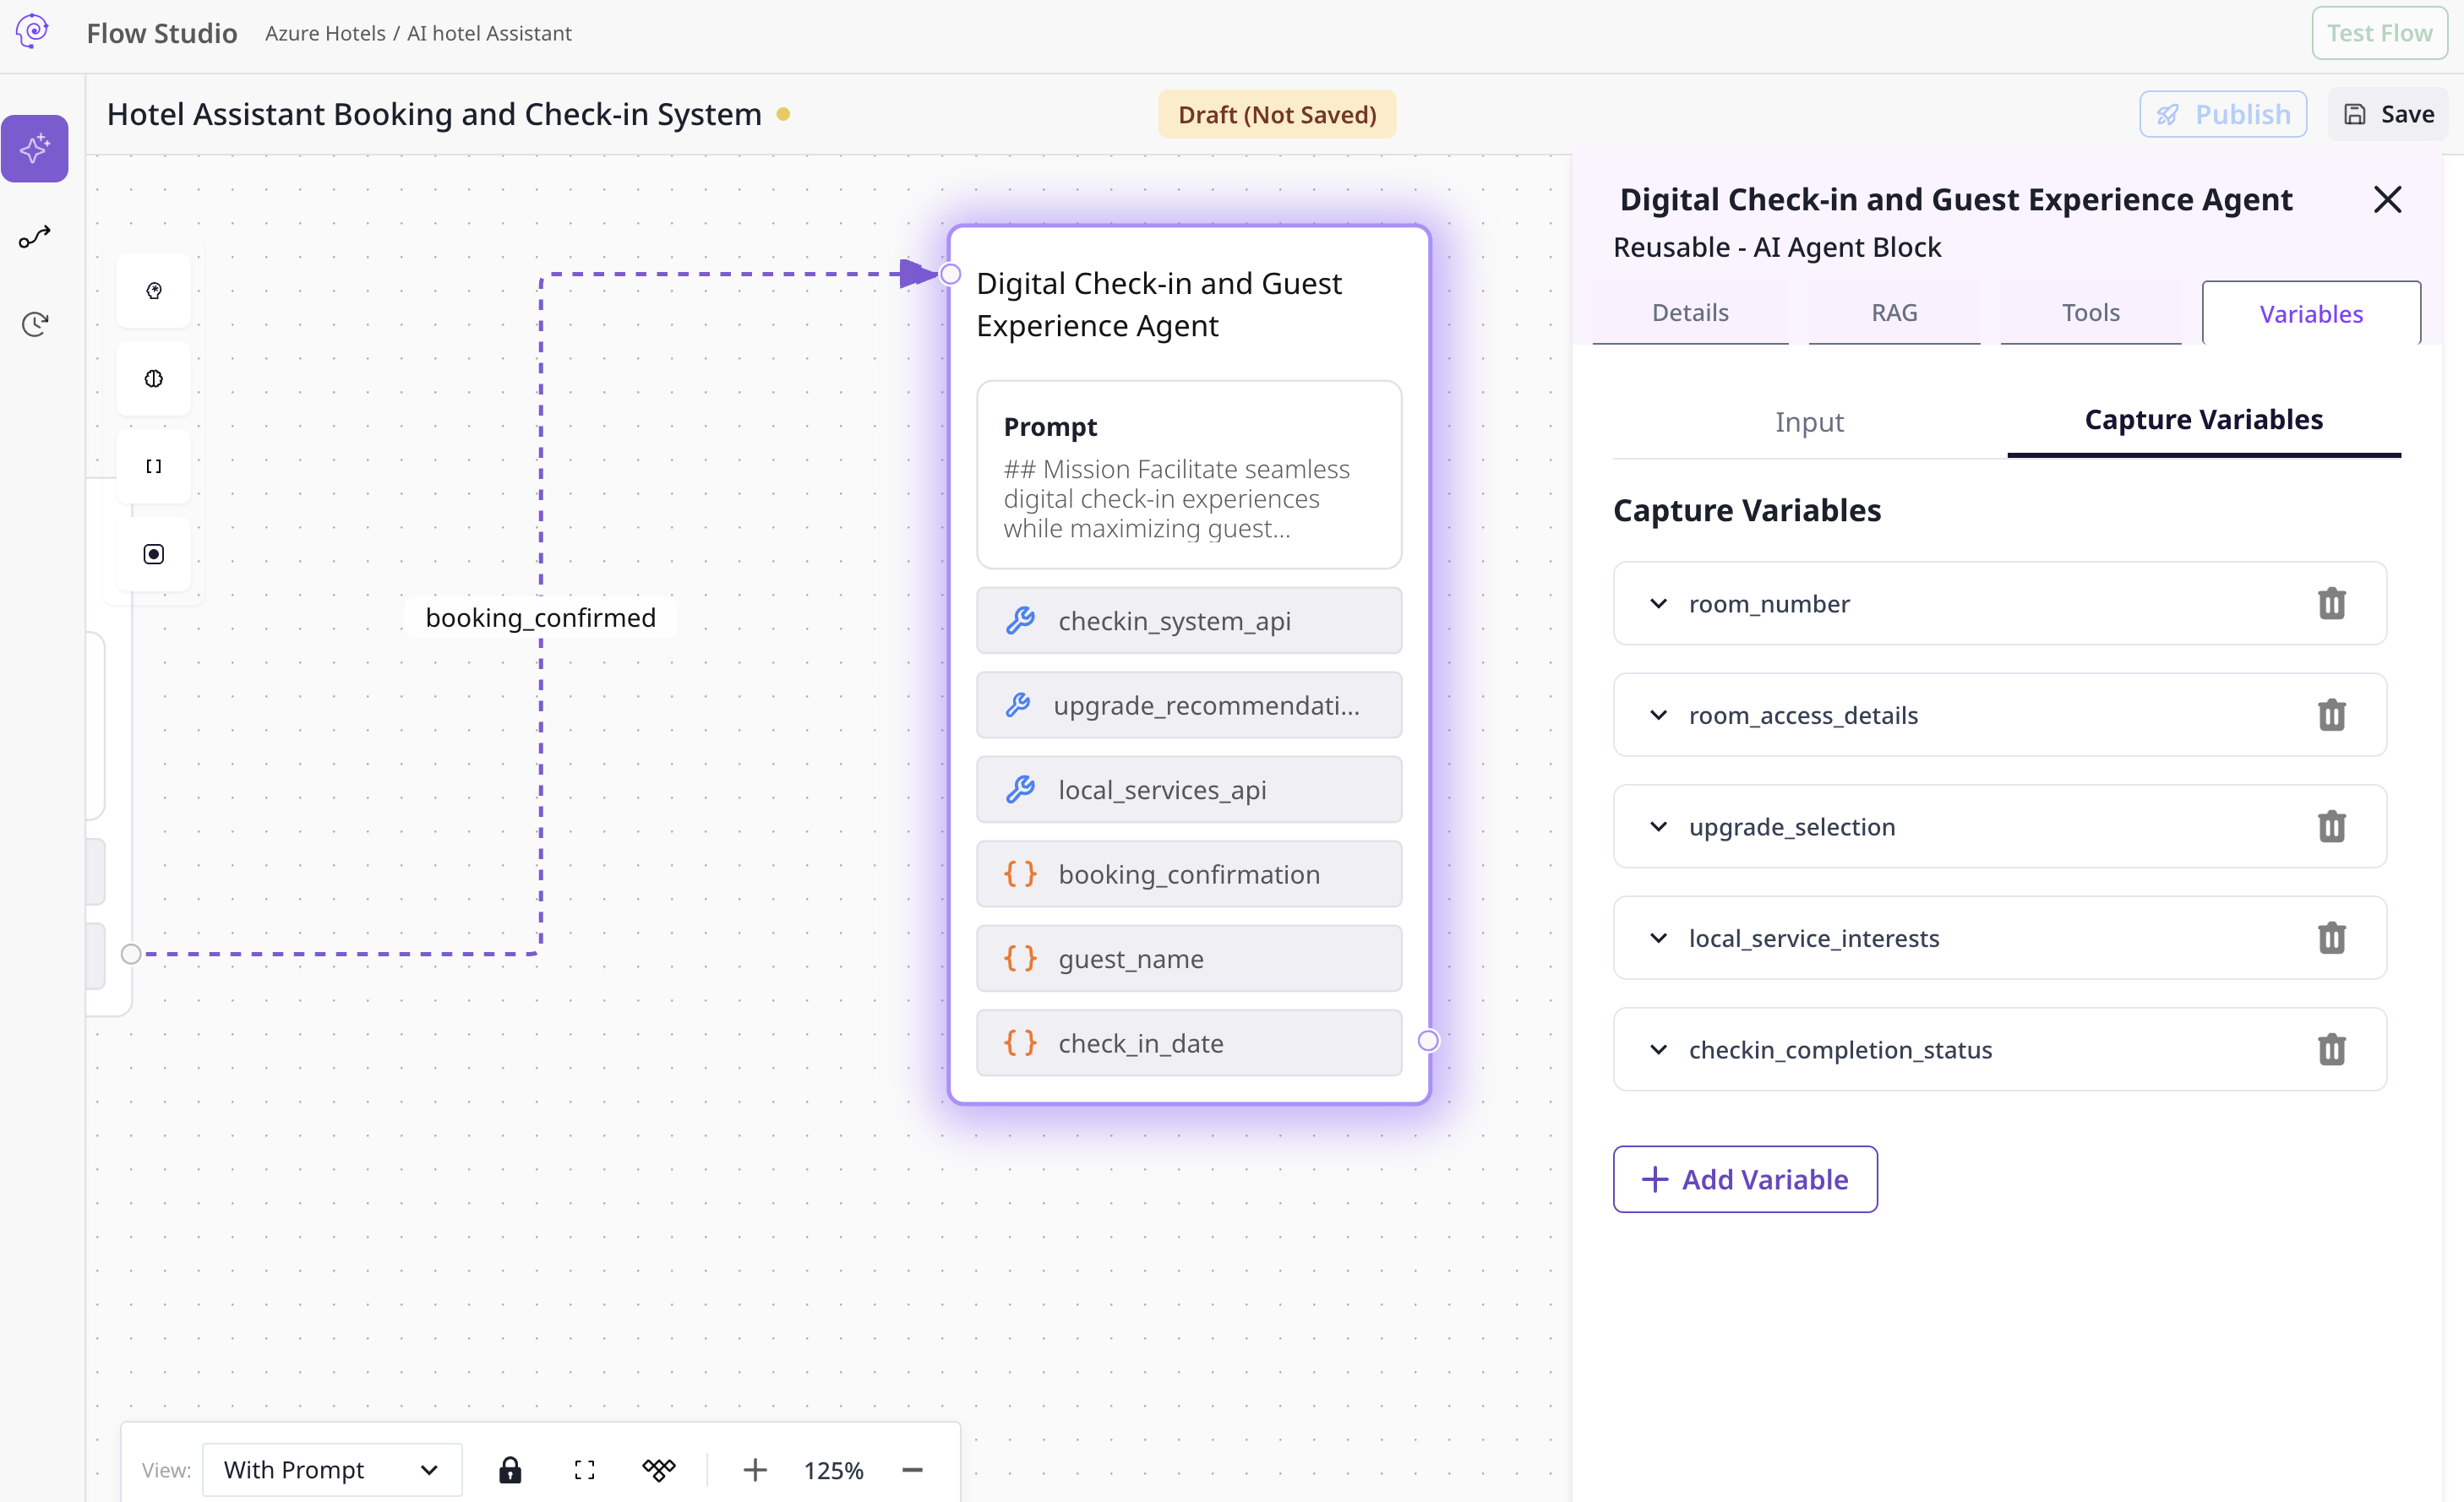 Flow Studio
Azure Hotels / AI hotel Assistant
Test Flow
Hotel Assistant Booking and Check-in System
Draft (Not Saved)
Publish
Save
booking_confirmed
Digital Check-in and Guest
Experience Agent
Prompt
## Mission Facilitate seamless
digital check-in experiences
while maximizing guest...
checkin_system_api
upgrade_recommendati...
local_services_api
booking_confirmation
guest_name
check_in_date
View:
With Prompt
125%
Digital Check-in and Guest Experience Agent
Reusable - AI Agent Block
Details
RAG
Tools
Variables
Input
Capture Variables
Capture Variables
room_number
room_access_details
upgrade_selection
local_service_interests
checkin_completion_status
Add Variable